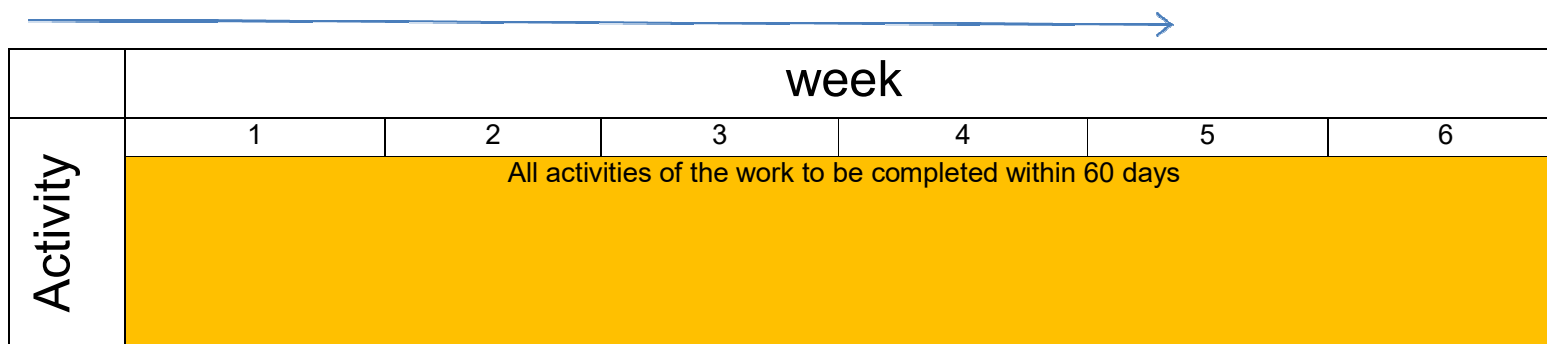 week
1 2 3 4 5 6
All activities of the work to be completed within 60 days
Activity